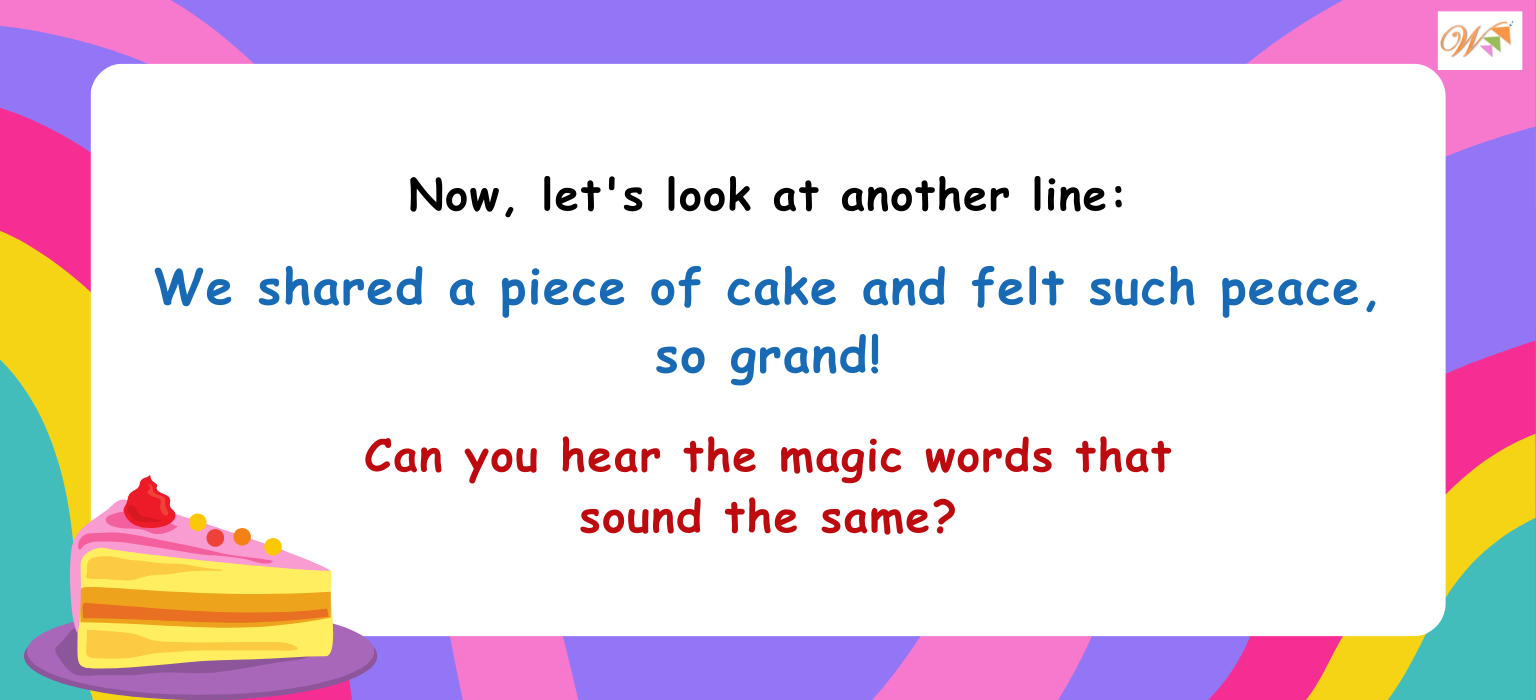 Now, let's look at another line:
We shared a piece of cake and felt such peace,
so grand!
Can you hear the magic words that
sound the same?
W